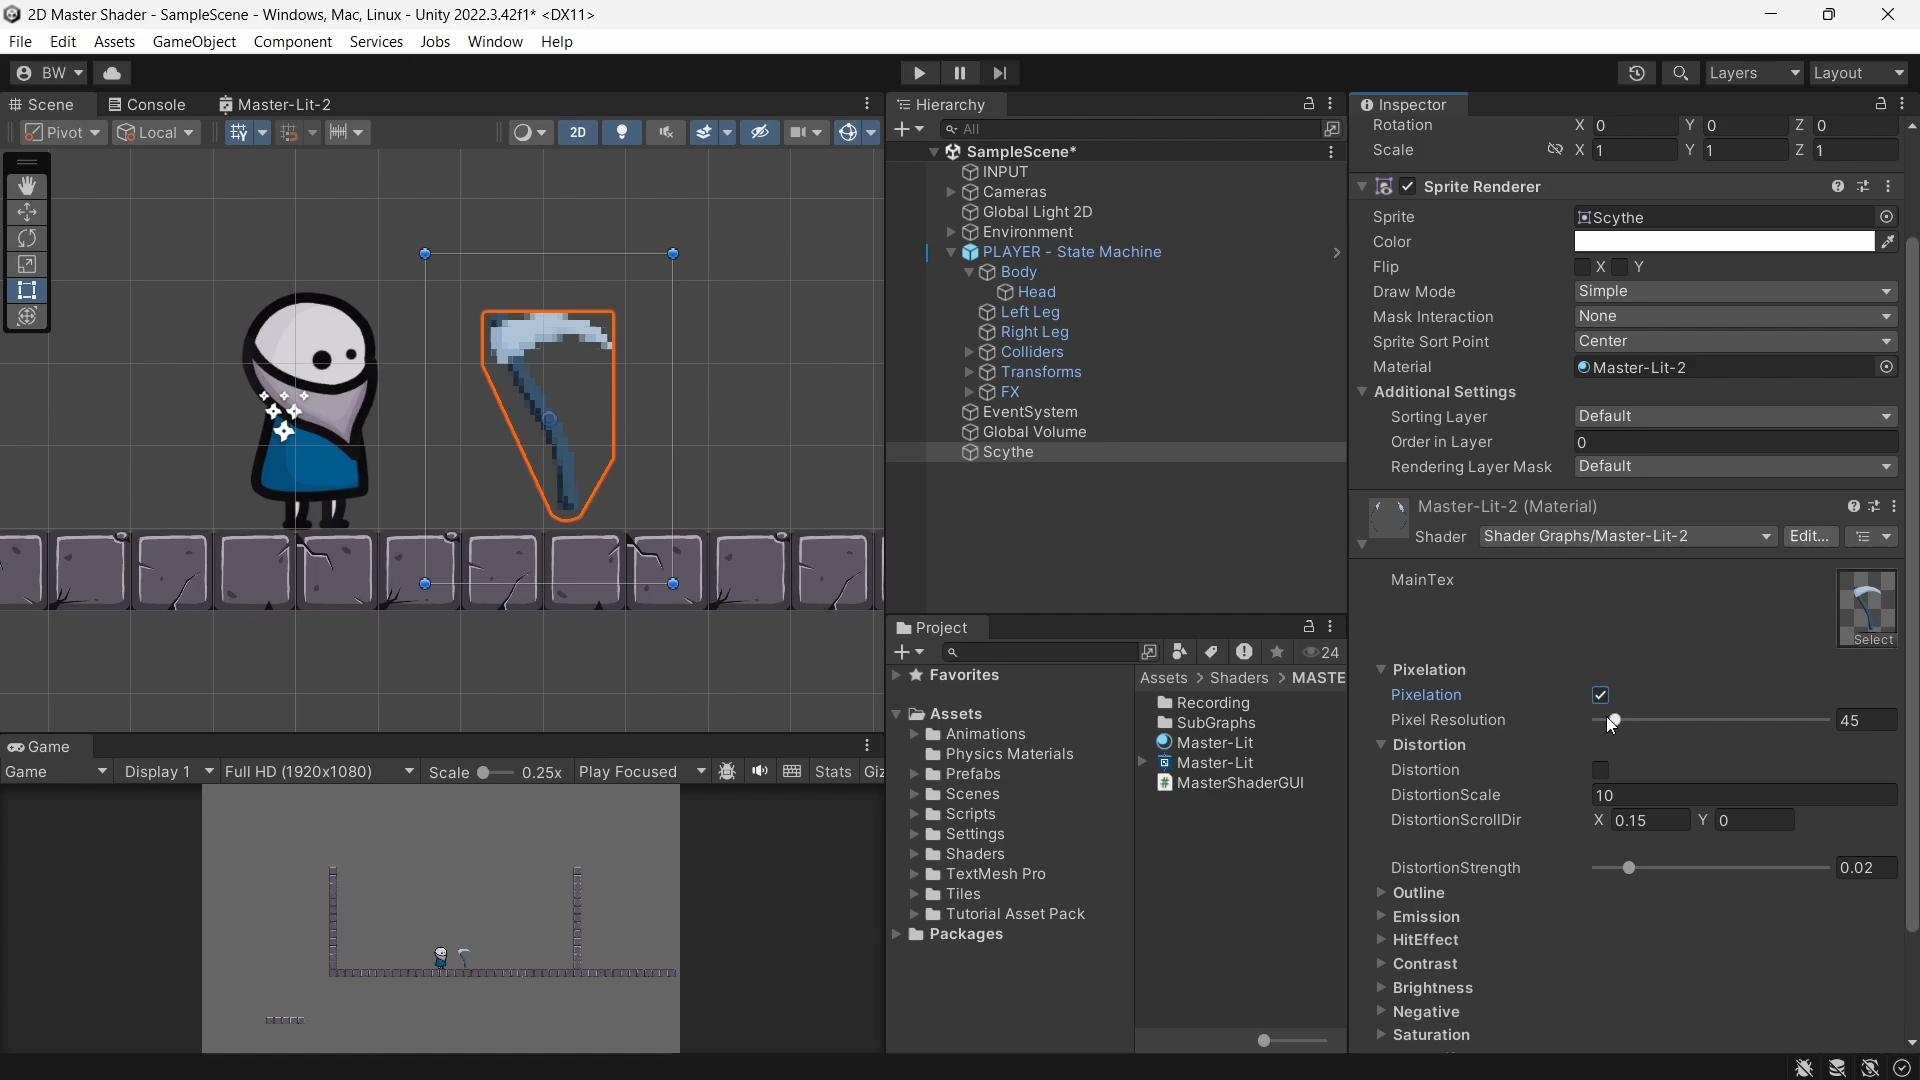 2D Master Shader - SampleScene - Windows, Mac, Linux - Unity 2022.3.42f1* <DX11>
File Edit Assets GameObject Component Services Jobs Window Help
BW
Layers Layout
Scene Console Master-Lit-2
Pivot Local 2D
Hierarchy
All
SampleScene*
INPUT
Cameras
Global Light 2D
Environment
PLAYER - State Machine
Body
Head
Left Leg
Right Leg
Colliders
Transforms
FX
EventSystem
Global Volume
Scythe
Inspector
Rotation X 0 Y 0 Z 0
Scale X 1 Y 1 Z 1
Sprite Renderer
Sprite Scythe
Color
Flip X Y
Draw Mode Simple
Mask Interaction None
Sprite Sort Point Center
Material Master-Lit-2
Additional Settings
Sorting Layer Default
Order in Layer 0
Rendering Layer Mask Default
Master-Lit-2 (Material)
Shader Shader Graphs/Master-Lit-2 Edit...
MainTex
Select
Pixelation
Pixelation
Pixel Resolution 45
Distortion
Distortion
DistortionScale 10
DistortionScrollDir X 0.15 Y 0
DistortionStrength 0.02
Outline
Emission
HitEffect
Contrast
Brightness
Negative
Saturation
Project
24
Favorites
Assets
Animations
Physics Materials
Prefabs
Scenes
Scripts
Settings
Shaders
TextMesh Pro
Tiles
Tutorial Asset Pack
Packages
Assets > Shaders > MASTE
Recording
SubGraphs
Master-Lit
Master-Lit
MasterShaderGUI
Game
Game Display 1 Full HD (1920x1080) Scale 0.25x Play Focused Stats Giz